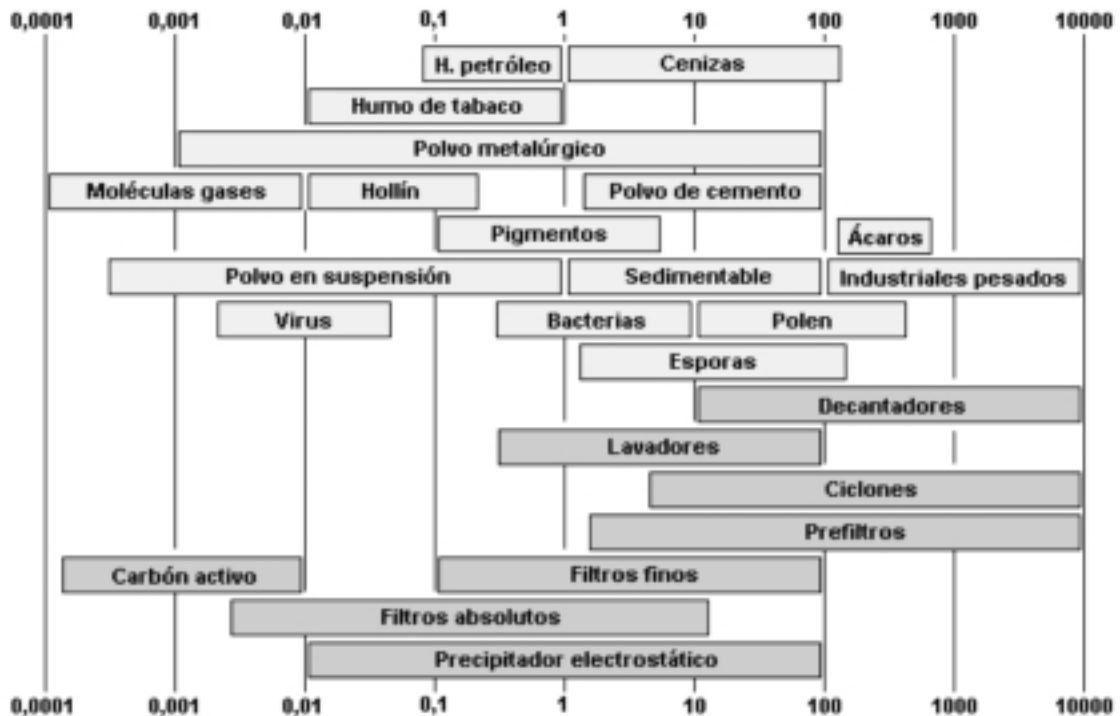 0,0001 0,001 0,01 0,1 1 10 100 1000 10000
H. petróleo Cenizas
Humo de tabaco
Polvo metalúrgico
Moléculas gases Hollín Polvo de cemento
Pigmentos Ácaros
Polvo en suspensión Sedimentable Industriales pesados
Virus Bacterias Polen
Esporas
Decantadores
Lavadores
Ciclones
Prefiltros
Carbón activo Filtros finos
Filtros absolutos
Precipitador electrostático
0,0001 0,001 0,01 0,1 1 10 100 1000 10000